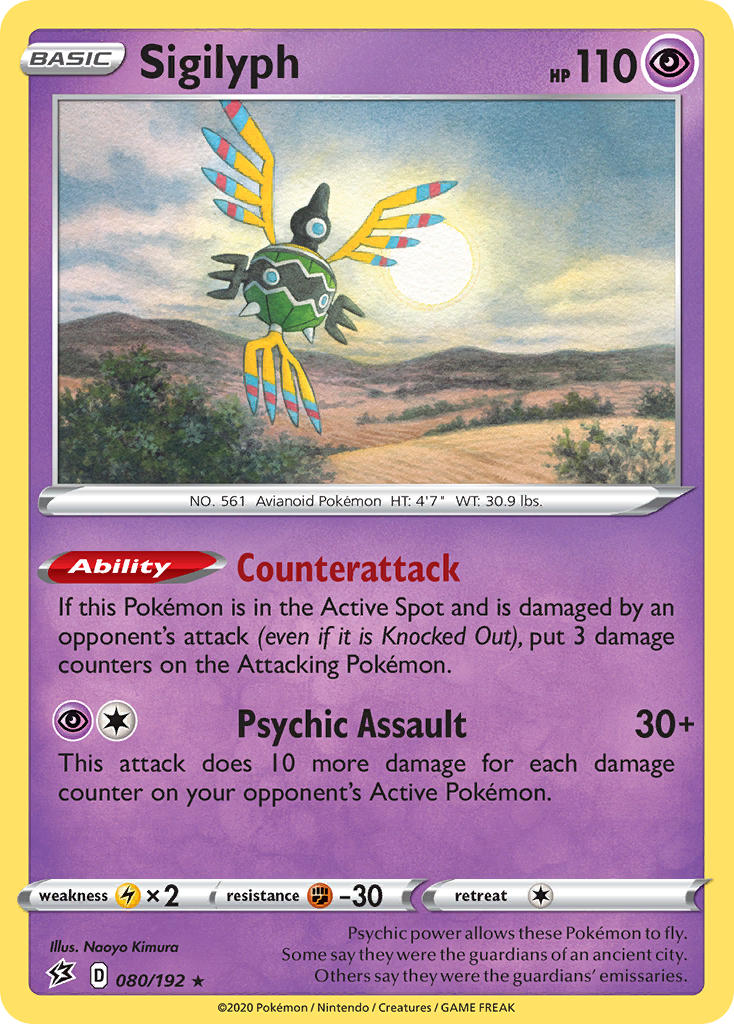 BASIC Sigilyph HP 110
NO. 561 Avianoid Pokémon HT: 4'7" WT: 30.9 lbs.
Ability Counterattack
If this Pokémon is in the Active Spot and is damaged by an
opponent's attack (even if it is Knocked Out), put 3 damage
counters on the Attacking Pokémon.
Psychic Assault 30+
This attack does 10 more damage for each damage
counter on your opponent's Active Pokémon.
weakness ×2 resistance -30 retreat
Illus. Naoyo Kimura
Psychic power allows these Pokémon to fly.
Some say they were the guardians of an ancient city.
Others say they were the guardians' emissaries.
D 080/192 ★
©2020 Pokémon / Nintendo / Creatures / GAME FREAK